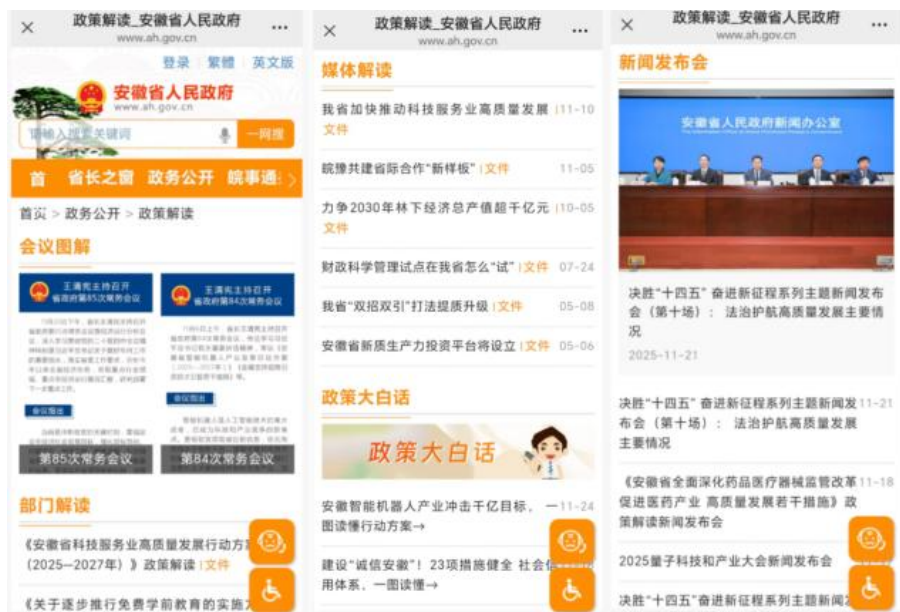 政策解读_安徽省人民政府
www.ah.gov.cn
登录 繁體 英文版
安徽省人民政府
www.ah.gov.cn
请输入搜索关键词
一网搜
首 省长之窗 政务公开 皖事通
首页 > 政务公开 > 政策解读
会议图解
王清宪主持召开
省政府第85次常务会议
王清宪主持召开
省政府第84次常务会议
会议指出
会议指出
第85次常务会议
第84次常务会议
部门解读
《安徽省科技服务业高质量发展行动方
(2025—2027年)》政策解读 | 文件
《关于逐步推行免费学前教育的实施
政策解读_安徽省人民政府
www.ah.gov.cn
媒体解读
我省加快推动科技服务业高质量发展 | 11-10
文件
皖豫共建省际合作“新样板” | 文件 11-05
力争2030年林下经济总产值超千亿元 | 10-05
文件
财政科学管理试点在我省怎么“试” | 文件 07-24
我省“双招双引”打法提质升级 | 文件 05-08
安徽省新质生产力投资平台将设立 | 文件 05-06
政策大白话
政策大白话
安徽智能机器人产业冲击千亿目标，一 11-24
图读懂行动方案→
建设“诚信安徽”！23项措施健全 社会信
用体系，一图读懂→
政策解读_安徽省人民政府
www.ah.gov.cn
新闻发布会
安徽省人民政府新闻办公室
决胜“十四五” 奋进新征程系列主题新闻发布
会（第十场）：法治护航高质量发展主要情
况
2025-11-21
决胜“十四五” 奋进新征程系列主题新闻发 11-21
布会（第十场）：法治护航高质量发展
主要情况
《安徽省全面深化药品医疗器械监管改革 11-18
促进医药产业 高质量发展若干措施》政
策解读新闻发布会
2025量子科技和产业大会新闻发布会
决胜“十四五” 奋进新征程系列主题新闻